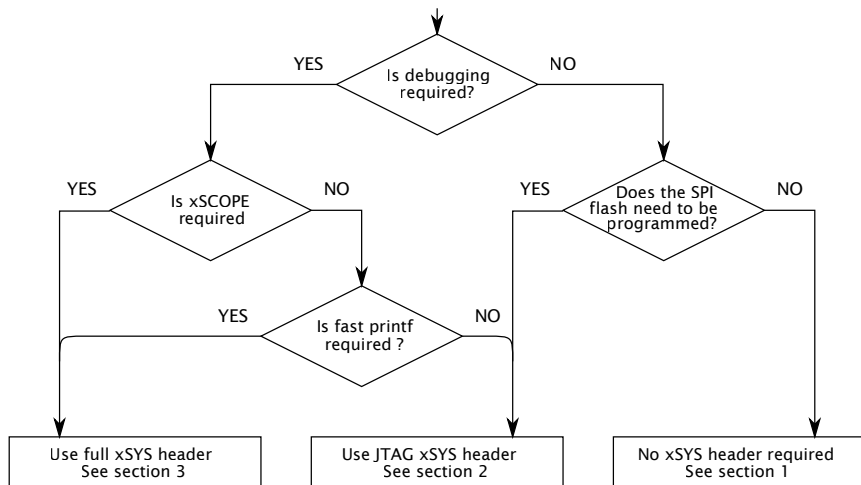 YES
NO
Is debugging
required?
YES
NO
Is xSCOPE
required
YES
NO
Does the SPI
flash need to be
programmed?
YES
NO
Is fast printf
required ?
Use full xSYS header
See section 3
Use JTAG xSYS header
See section 2
No xSYS header required
See section 1